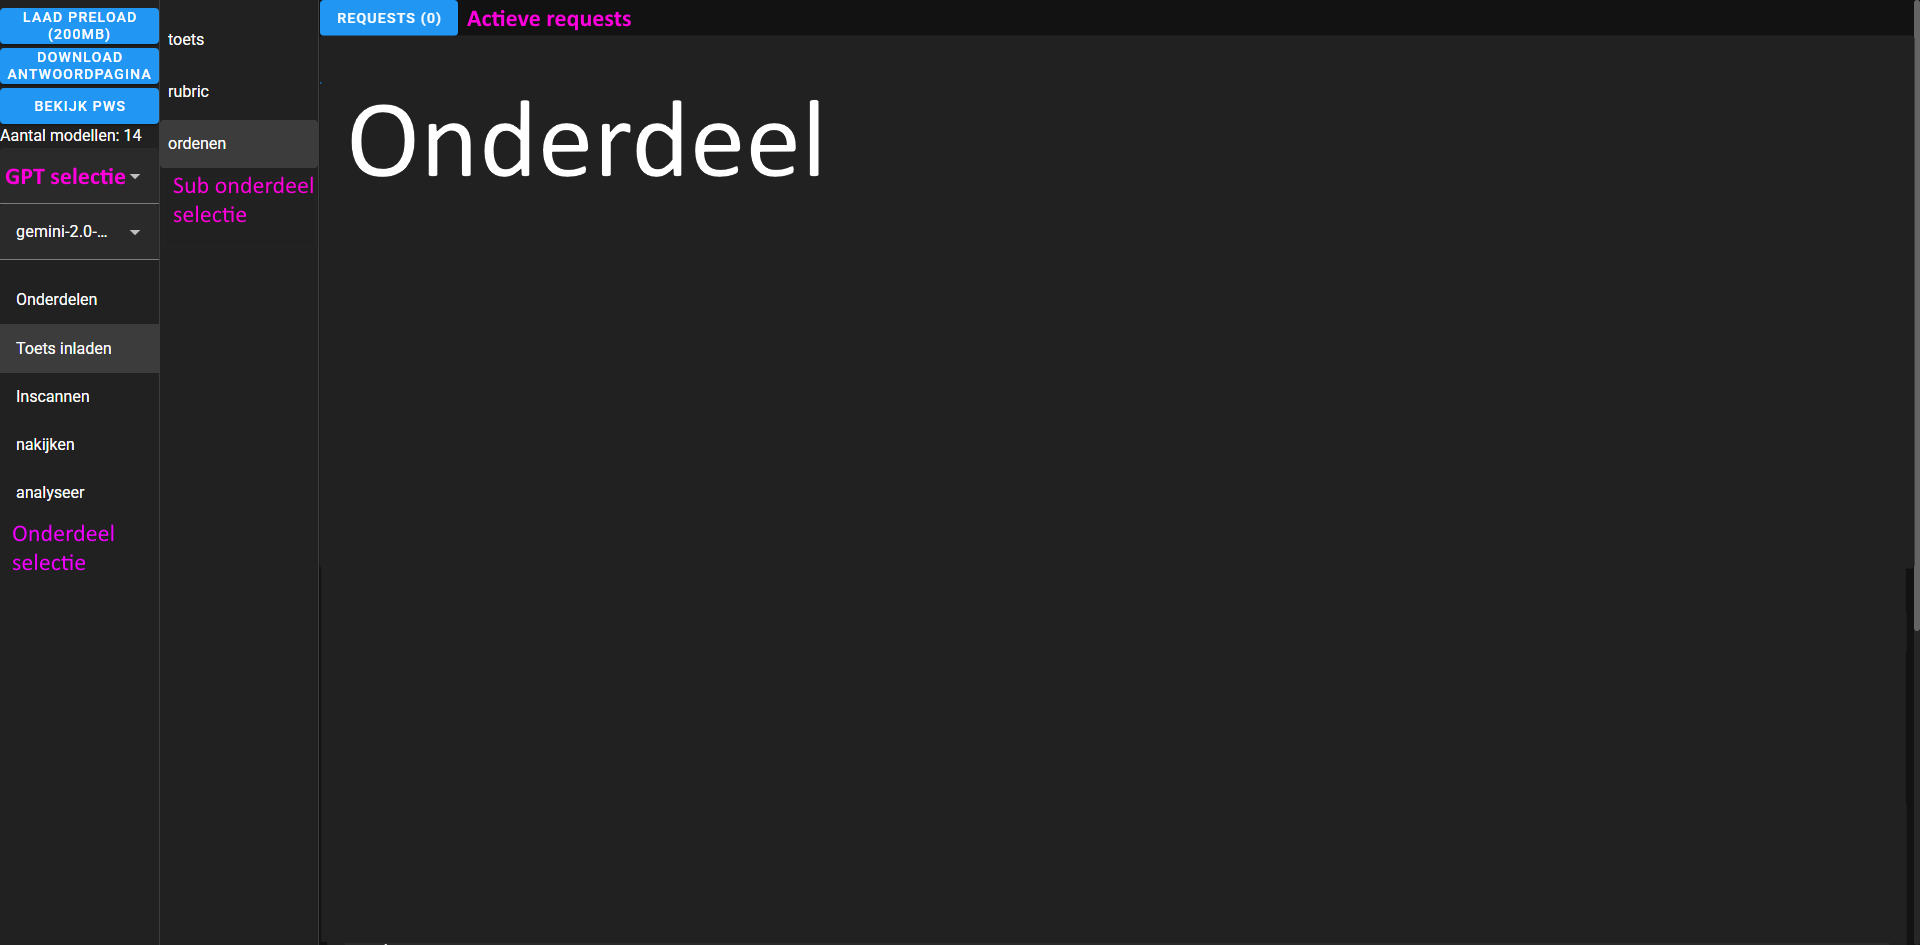 LAAD PRELOAD
(200MB)
DOWNLOAD
ANTWOORDPAGINA
BEKIJK PWS
Aantal modellen: 14
GPT selectie
gemini-2.0-...
Onderdelen
Toets inladen
Inscannen
nakijken
analyseer
Onderdeel
selectie
toets
rubric
ordenen
Sub onderdeel
selectie
REQUESTS (0)
Actieve requests
Onderdeel